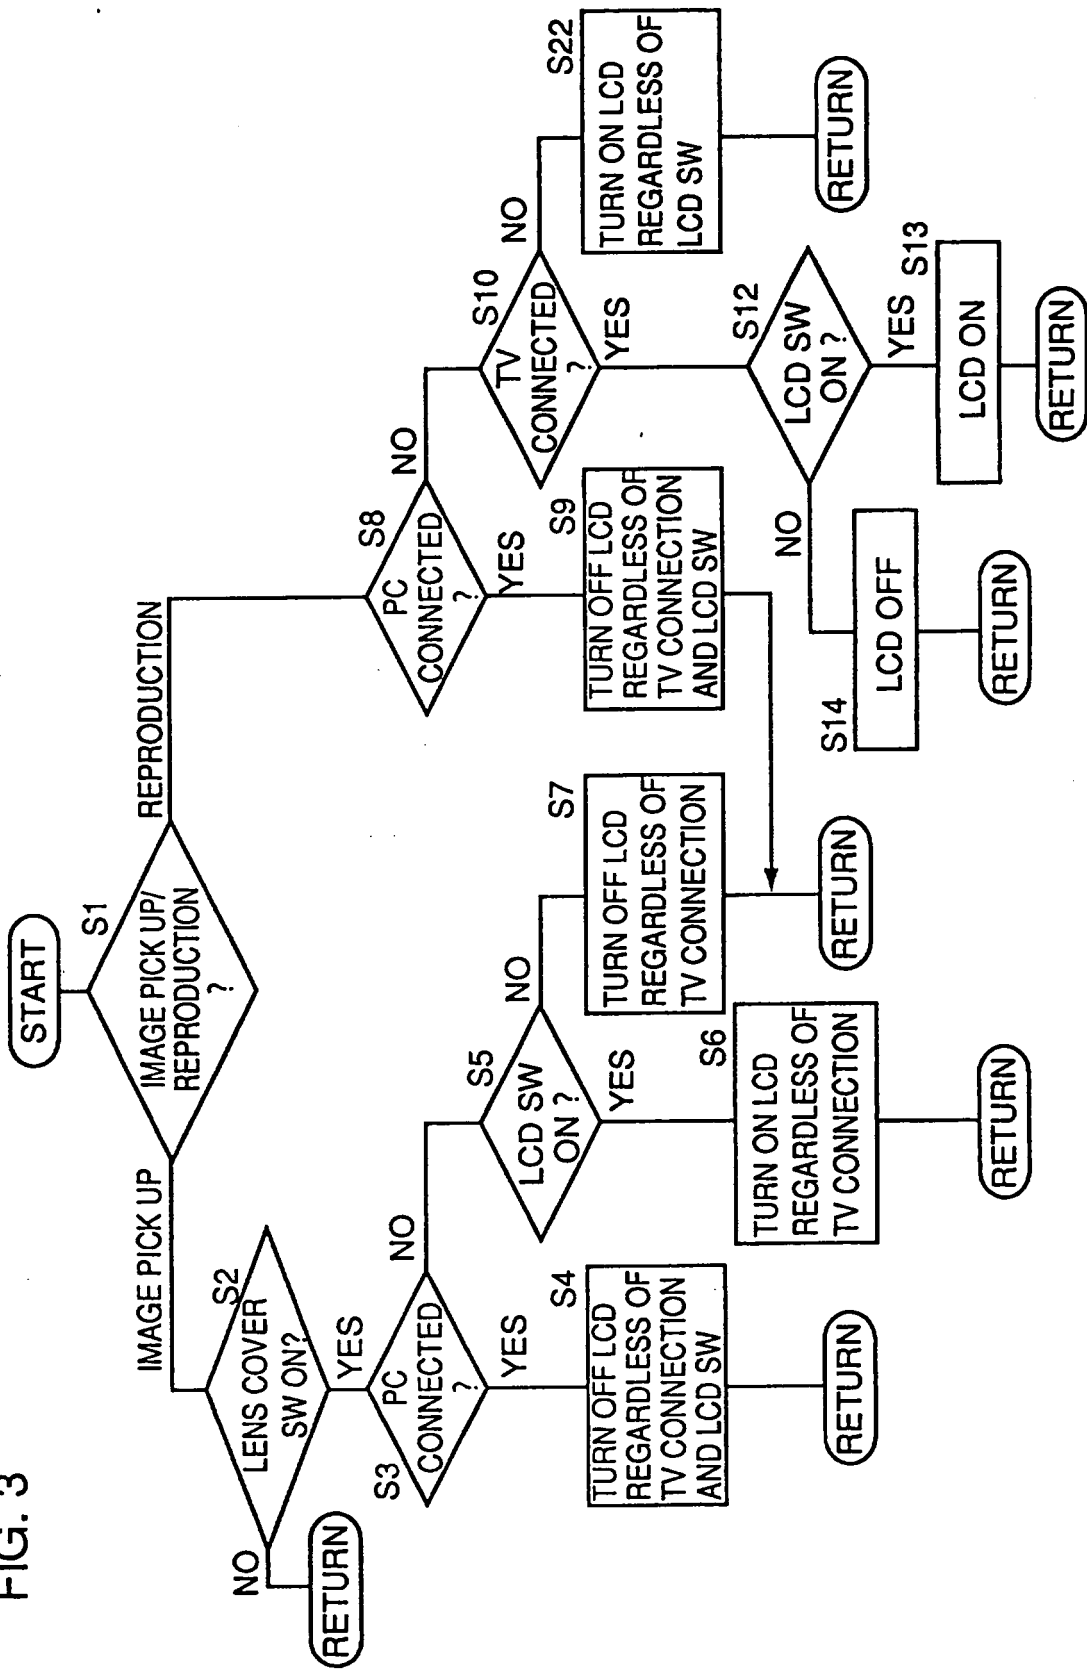 FIG. 3
START
S1
IMAGE PICK UP/
REPRODUCTION
?
IMAGE PICK UP
REPRODUCTION
S2
LENS COVER
SW ON?
NO
RETURN
YES
S3
PC
CONNECTED
?
NO
YES
S4
TURN OFF LCD
REGARDLESS OF
TV CONNECTION
AND LCD SW
RETURN
S5
LCD SW
ON ?
NO
YES
S6
TURN ON LCD
REGARDLESS OF
TV CONNECTION
RETURN
S7
TURN OFF LCD
REGARDLESS OF
TV CONNECTION
RETURN
S8
PC
CONNECTED
?
NO
YES
S9
TURN OFF LCD
REGARDLESS OF
TV CONNECTION
AND LCD SW
S10
TV
CONNECTED
?
NO
YES
S22
TURN ON LCD
REGARDLESS OF
LCD SW
RETURN
S12
LCD SW
ON ?
NO
YES
S14
LCD OFF
RETURN
S13
LCD ON
RETURN